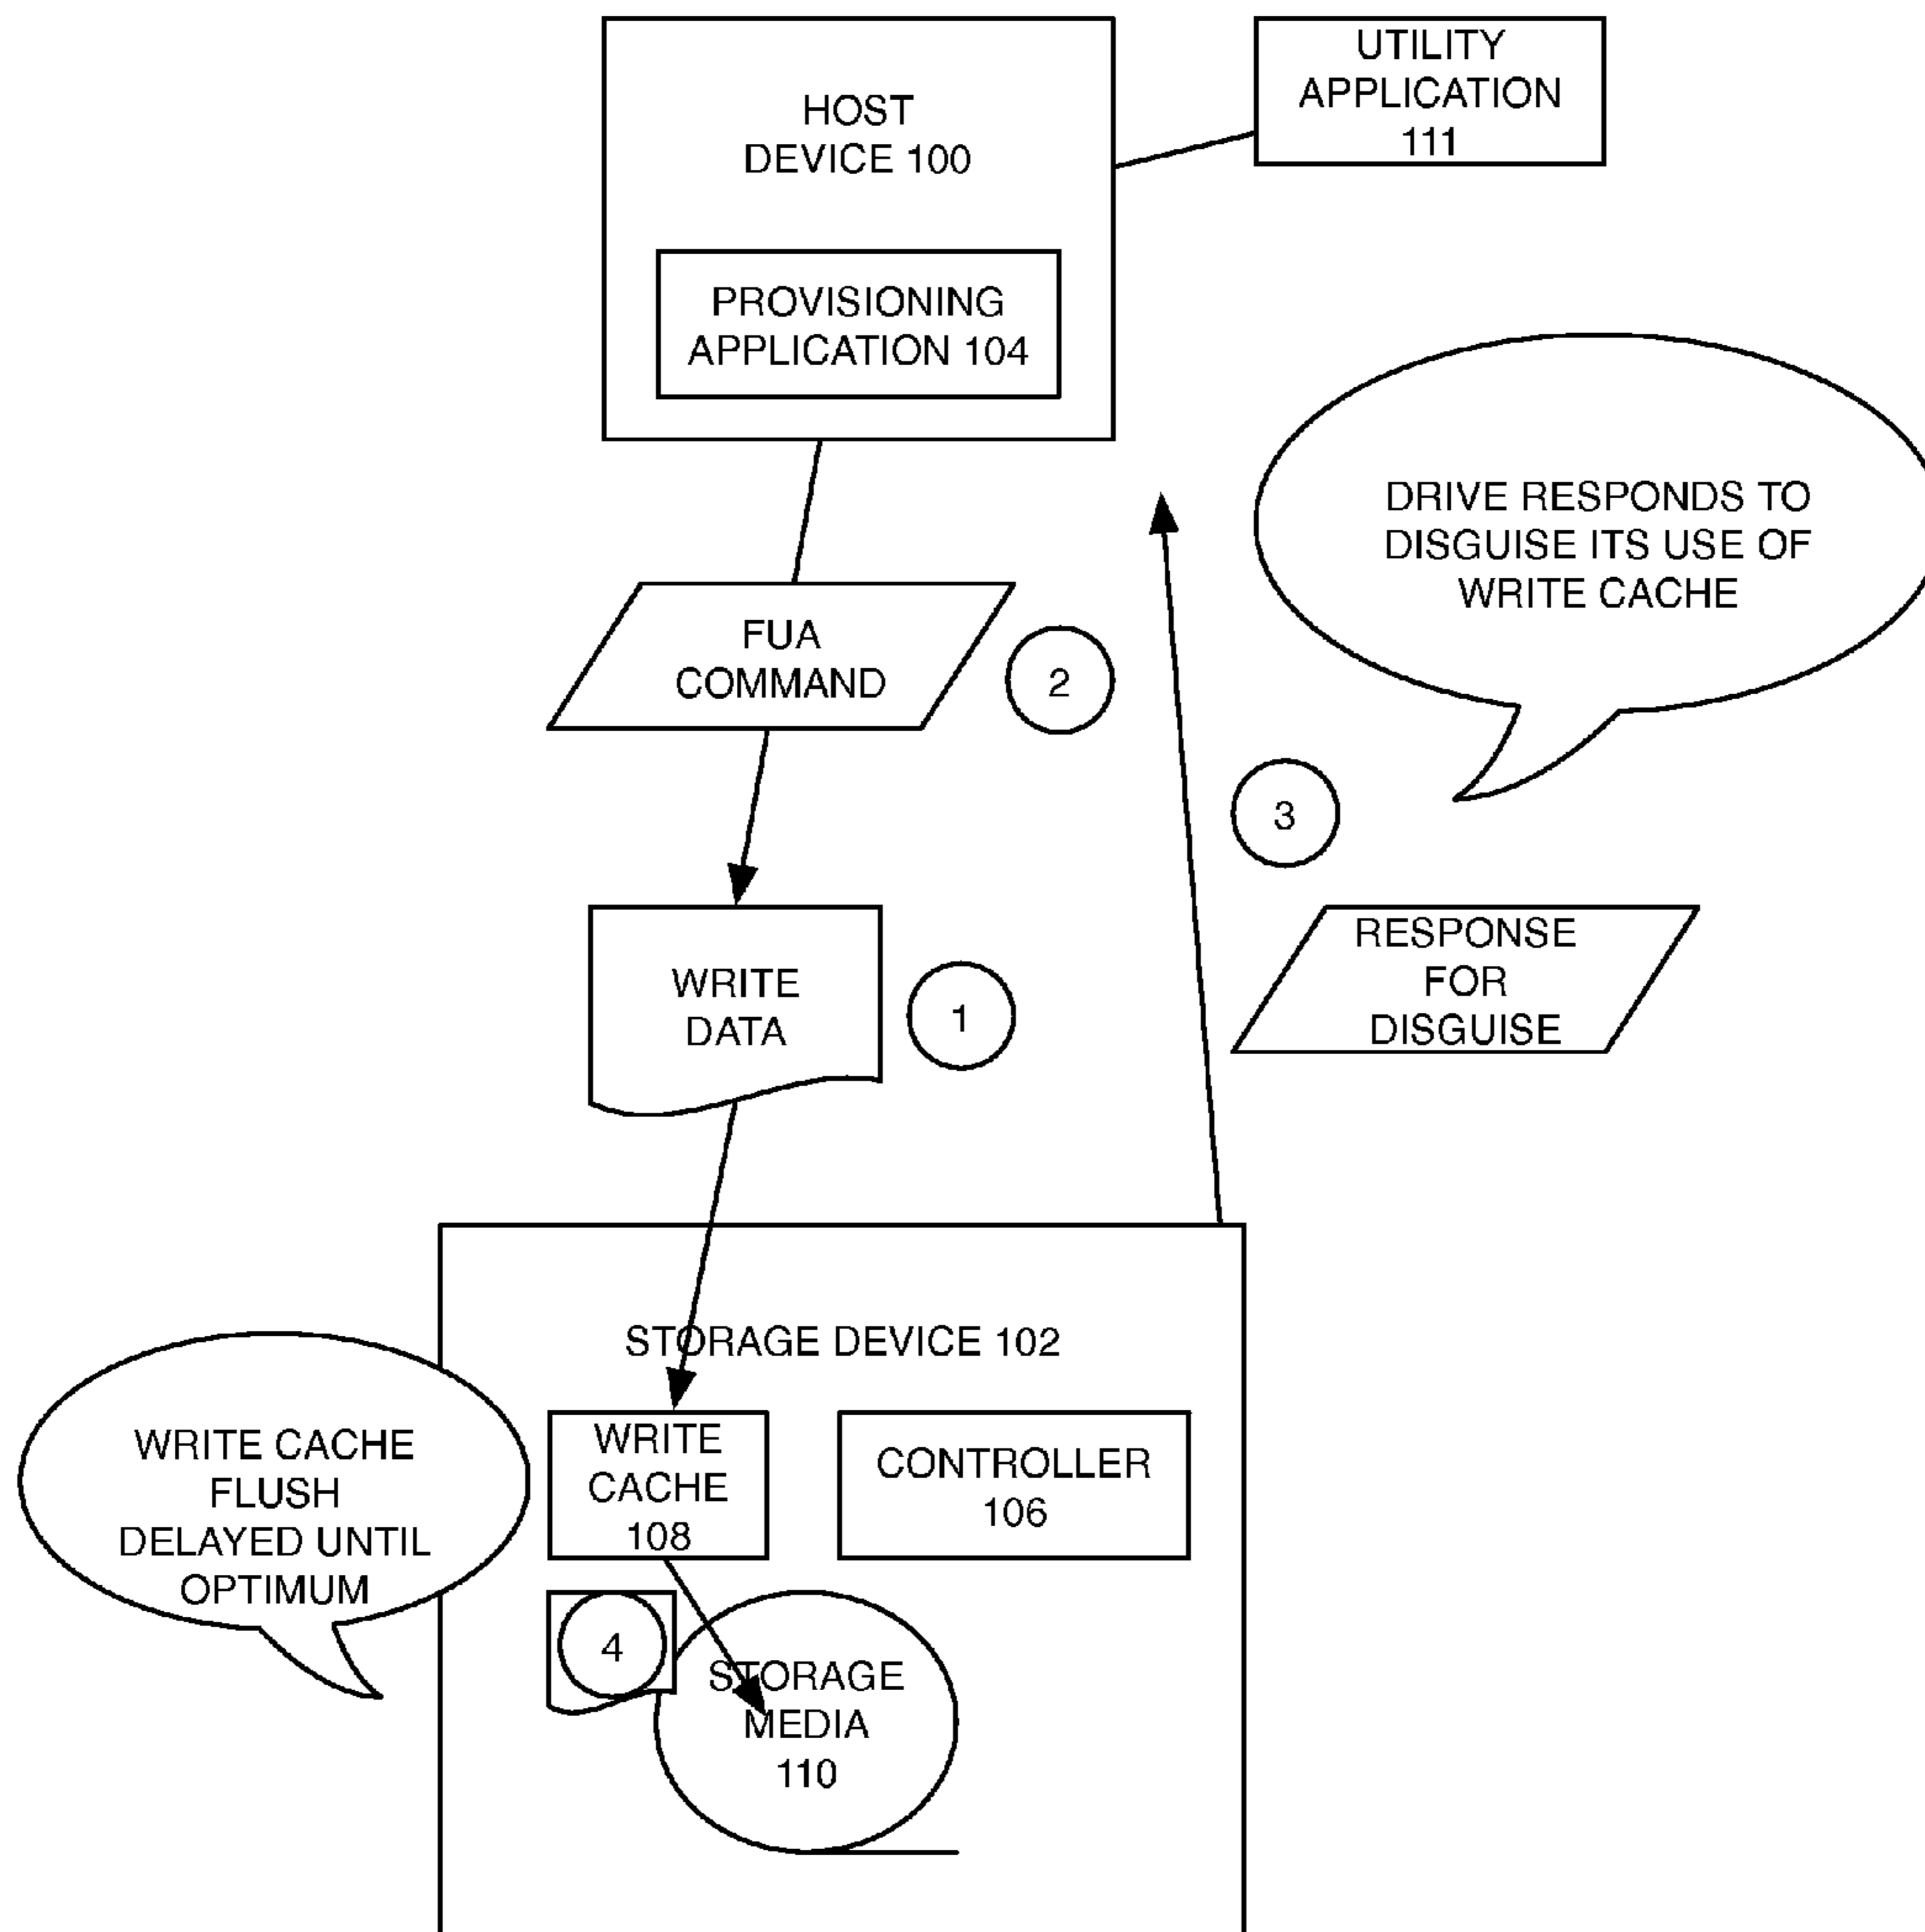 HOST
DEVICE 100
UTILITY
APPLICATION
111
PROVISIONING
APPLICATION 104
DRIVE RESPONDS TO
DISGUISE ITS USE OF
WRITE CACHE
FUA
COMMAND
2
3
WRITE
DATA
1
RESPONSE
FOR
DISGUISE
STORAGE DEVICE 102
WRITE CACHE
FLUSH
DELAYED UNTIL
OPTIMUM
WRITE
CACHE
108
CONTROLLER
106
4
STORAGE
MEDIA
110